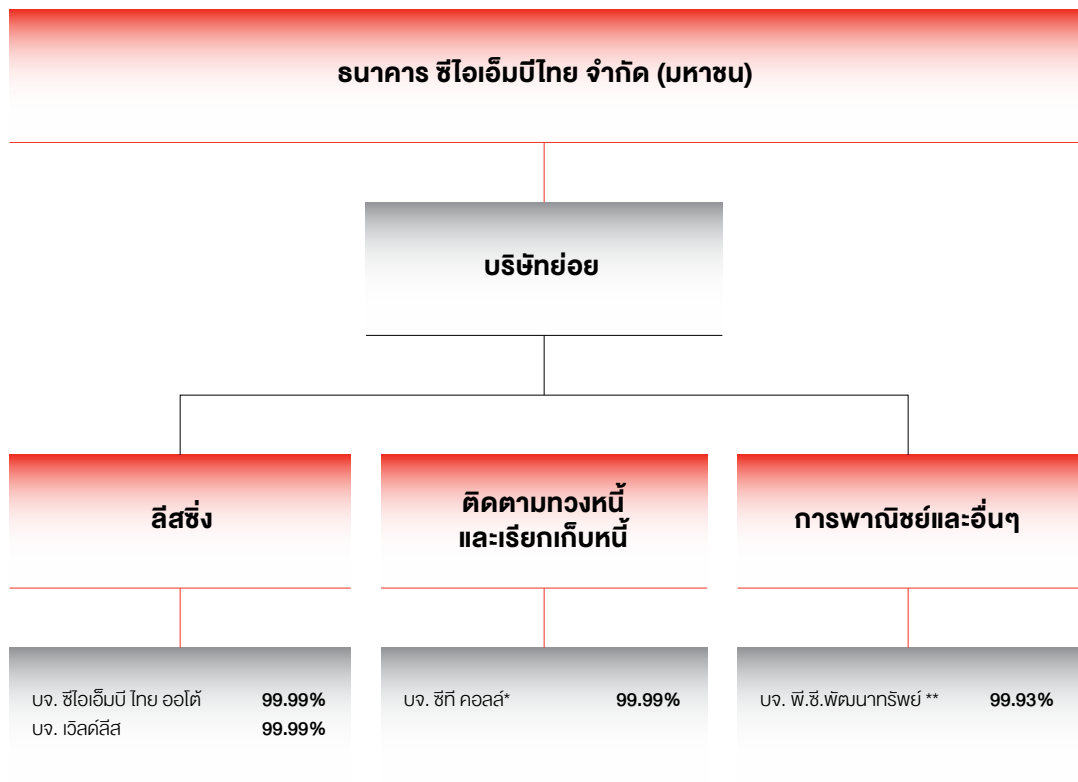 ธนาคาร ซีไอเอ็มบีไทย จำกัด (มหาชน)
บริษัทย่อย
ลีสซิ่ง
ติดตามทวงหนี้
และเรียกเก็บหนี้
การพาณิชย์และอื่นๆ
บจ. ซีไอเอ็มบี ไทย ออโต้ 99.99%
บจ. เวิลด์ลีส 99.99%
บจ. ซีที คอลล์* 99.99%
บจ. พี.ซี.พัฒนาทรัพย์ ** 99.93%